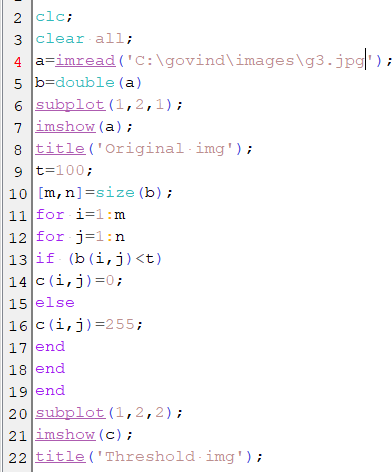 2 clc;
3 clear all;
4 a=imread('C:\govind\images\g3.jpg');
5 b=double(a)
6 subplot(1,2,1);
7 imshow(a);
8 title('Original img');
9 t=100;
10 [m,n]=size(b);
11 for i=1:m
12 for j=1:n
13 if (b(i,j)<t)
14 c(i,j)=0;
15 else
16 c(i,j)=255;
17 end
18 end
19 end
20 subplot(1,2,2);
21 imshow(c);
22 title('Threshold img');